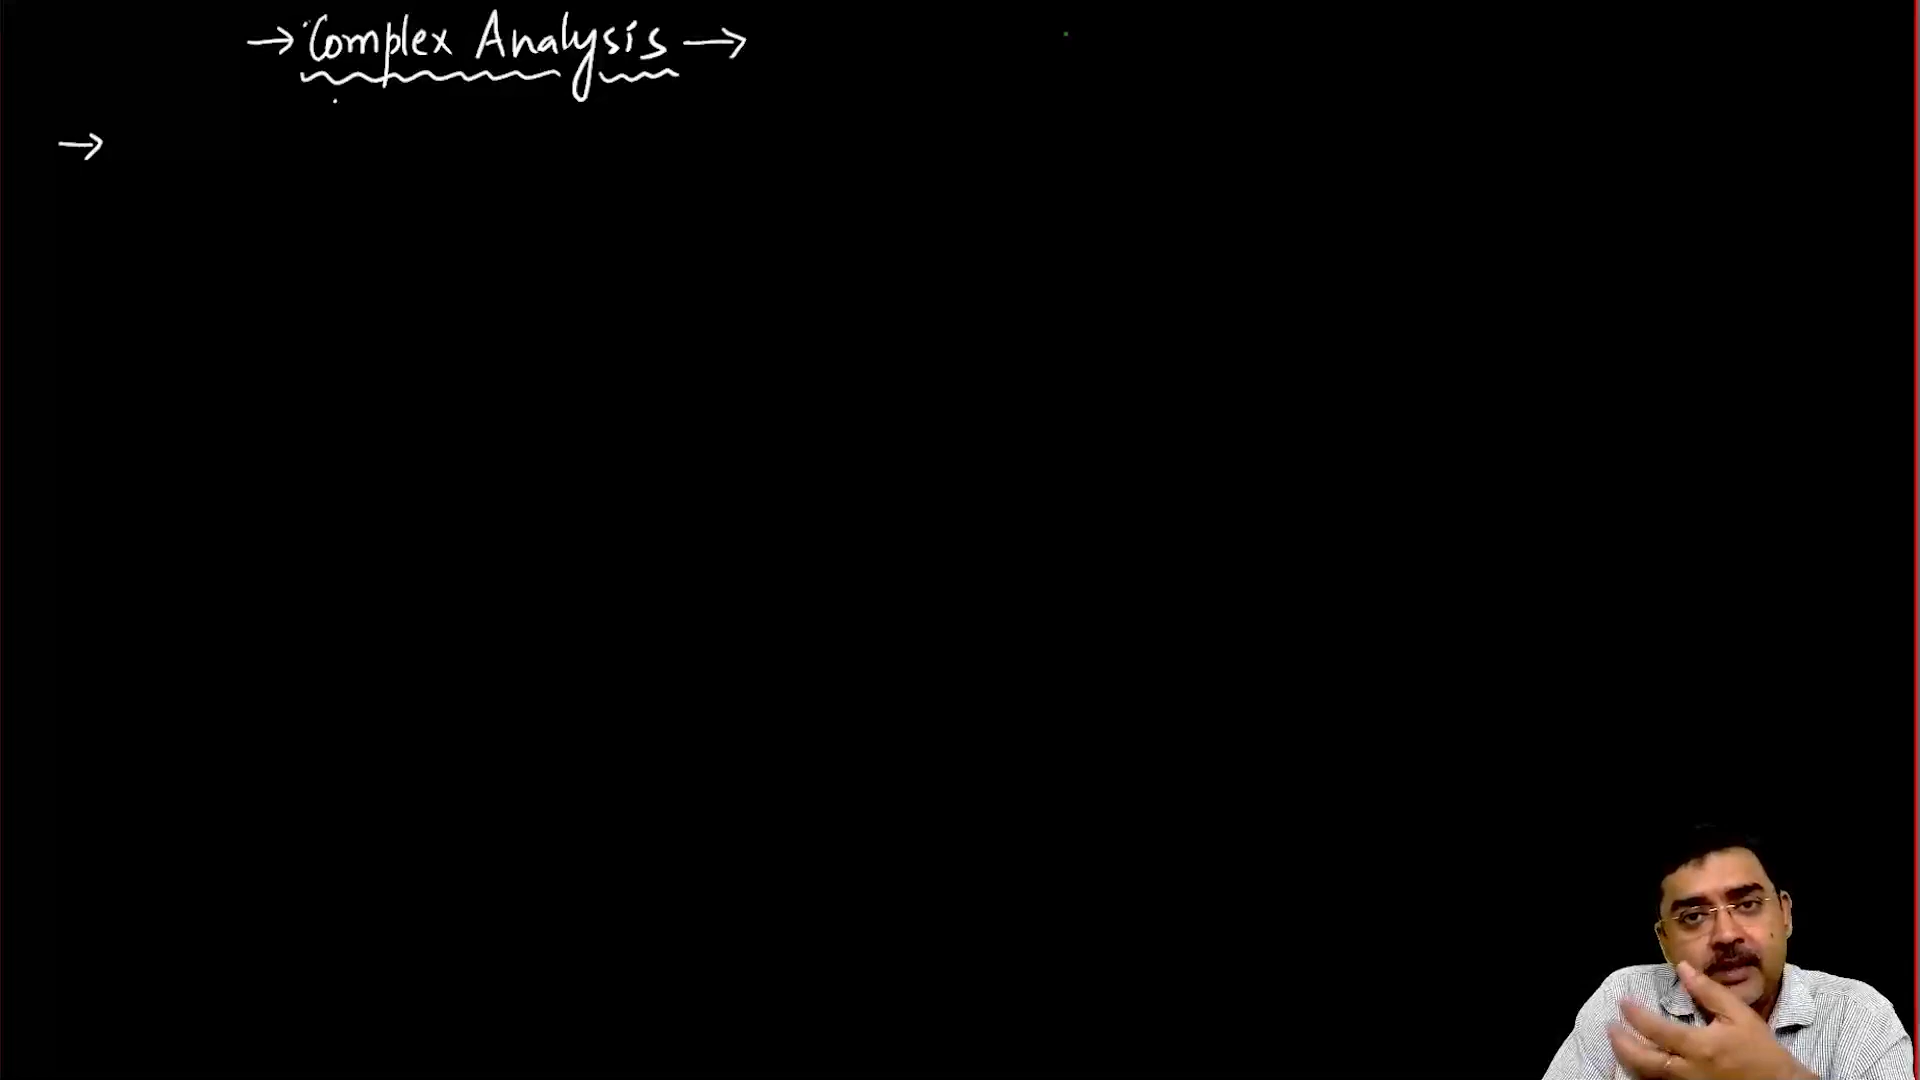 → Complex Analysis →
→